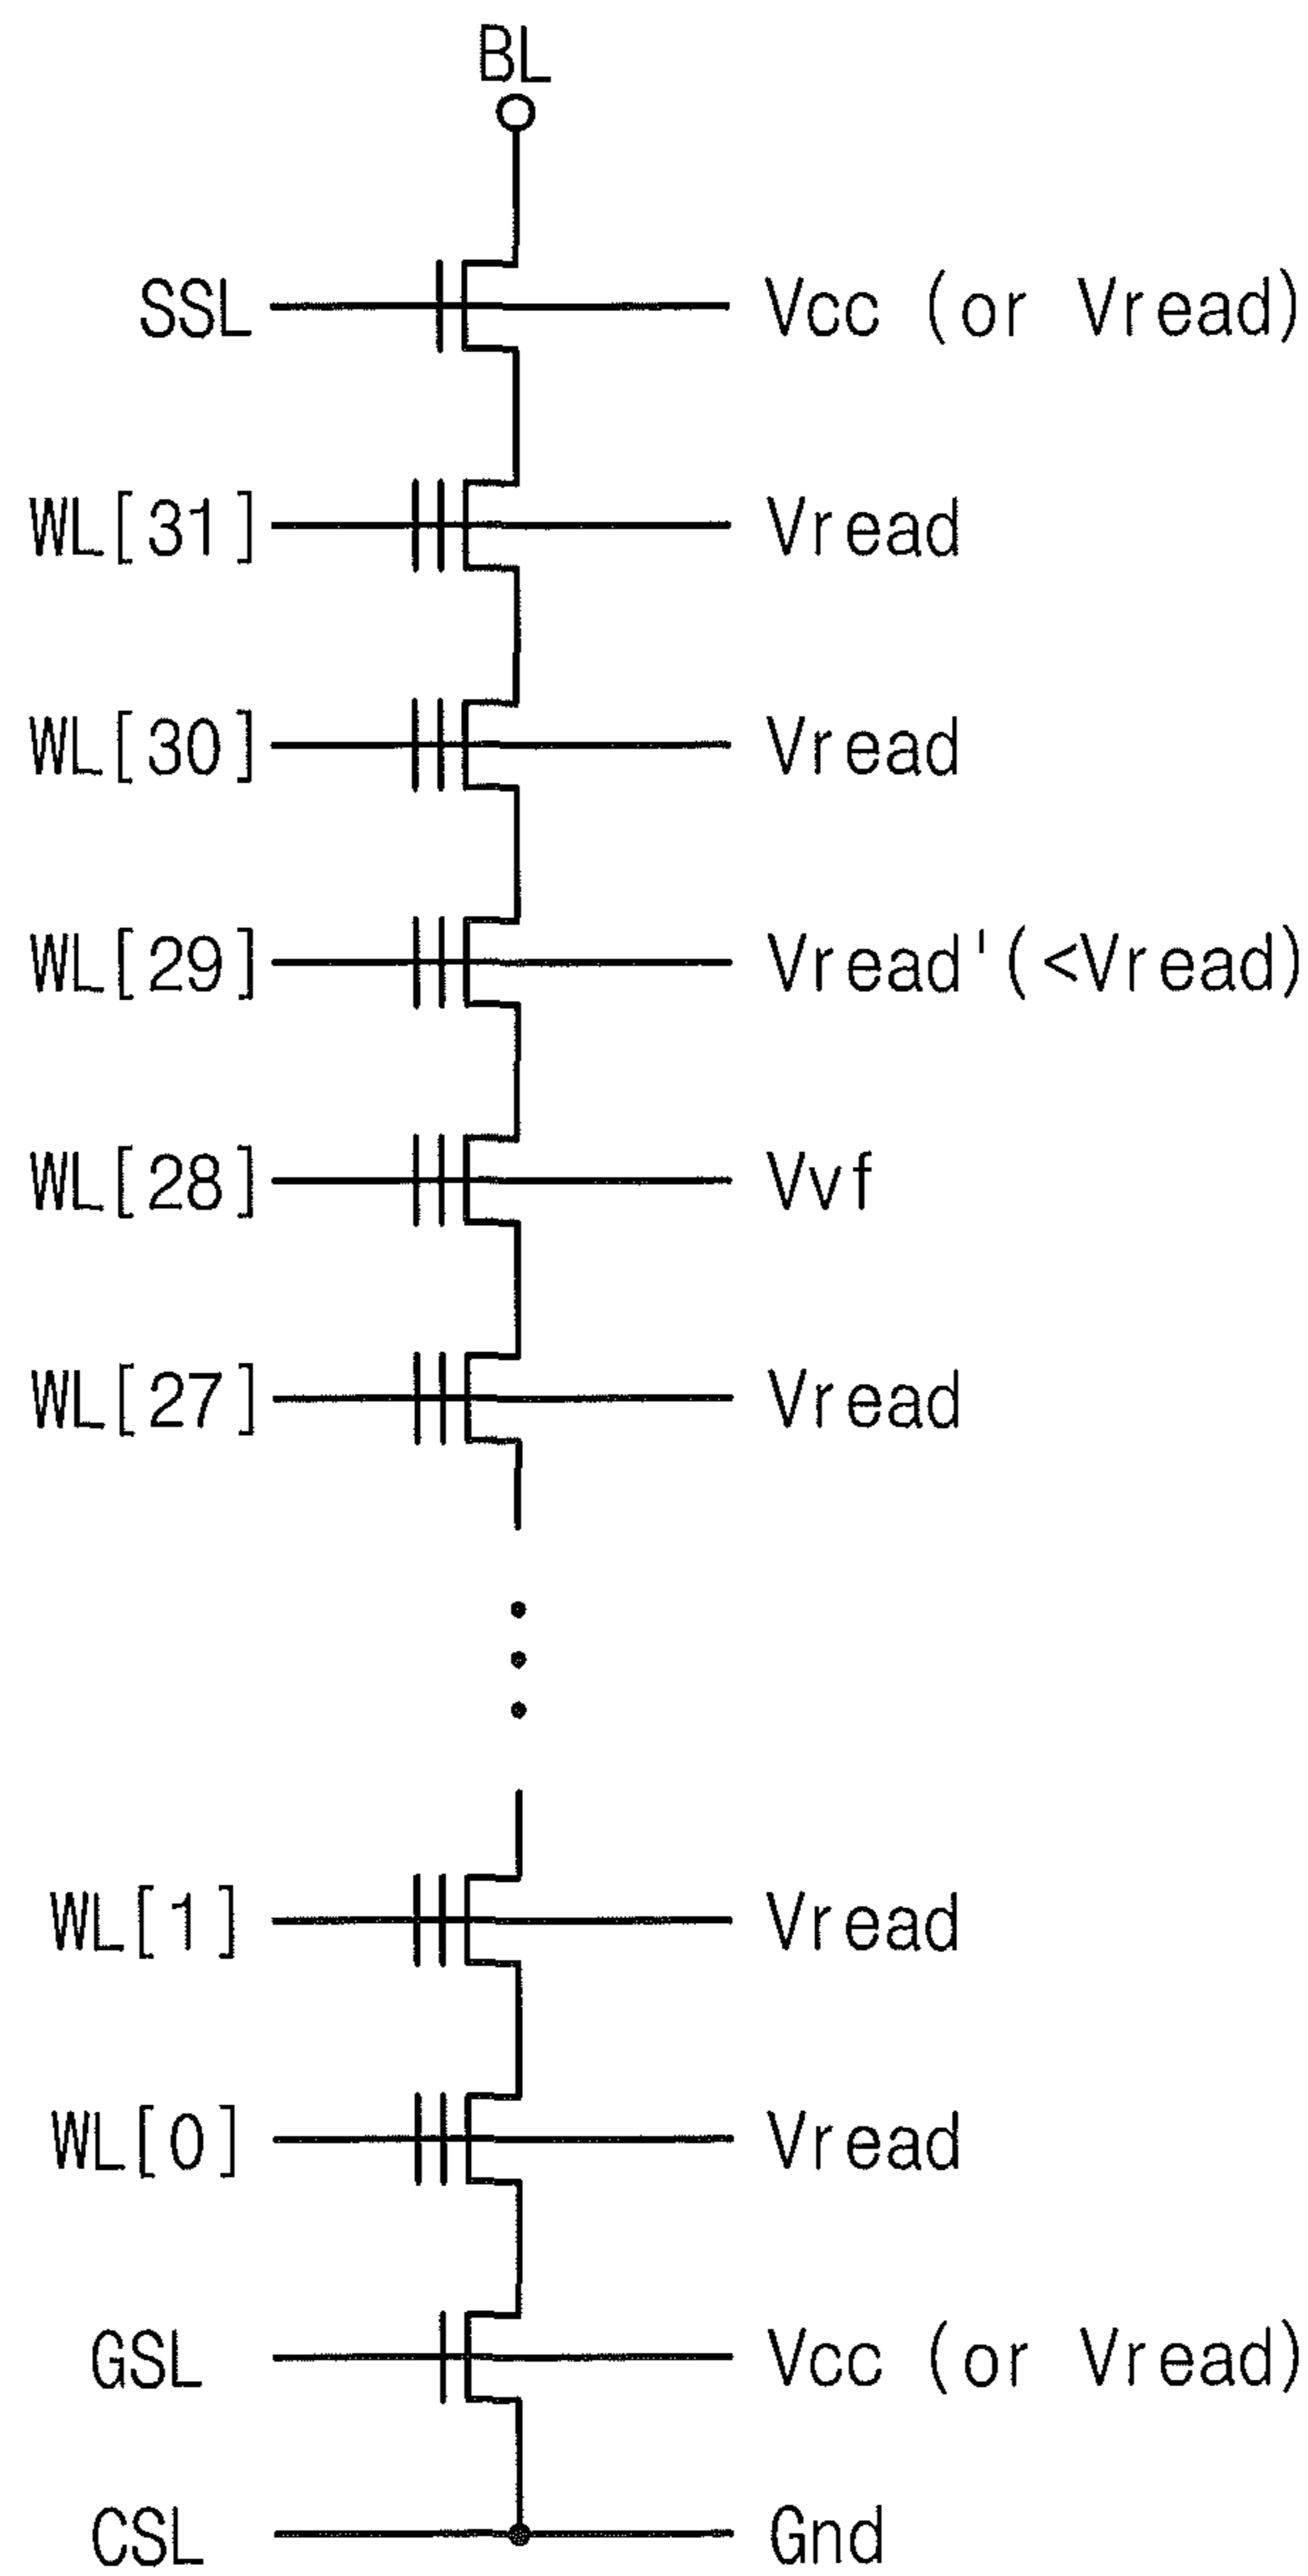 BL
SSL Vcc (or Vread)
WL[31] Vread
WL[30] Vread
WL[29] Vread'(<Vread)
WL[28] Vvf
WL[27] Vread
WL[1] Vread
WL[0] Vread
GSL Vcc (or Vread)
CSL Gnd